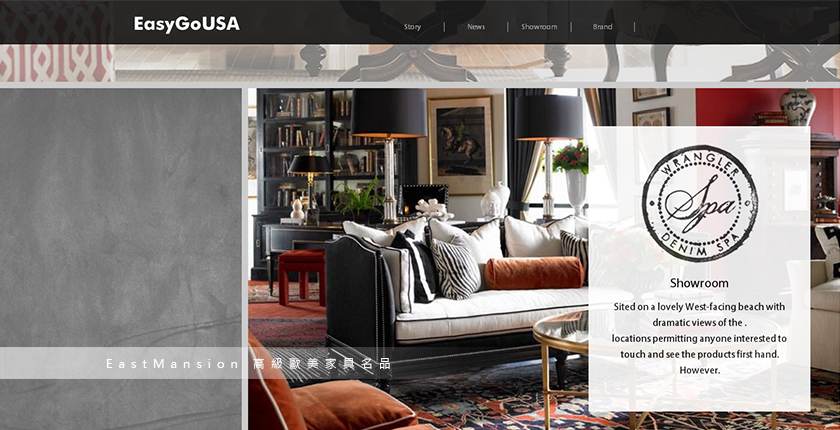 EasyGoUSA
Story | News | Showroom | Brand |
WRANGLER
Spa
DENIM SPA
Showroom
Sited on a lovely West-facing beach with
dramatic views of the .
locations permitting anyone interested to
touch and see the products first hand.
However.
EastMansion 高級歐美家具名品